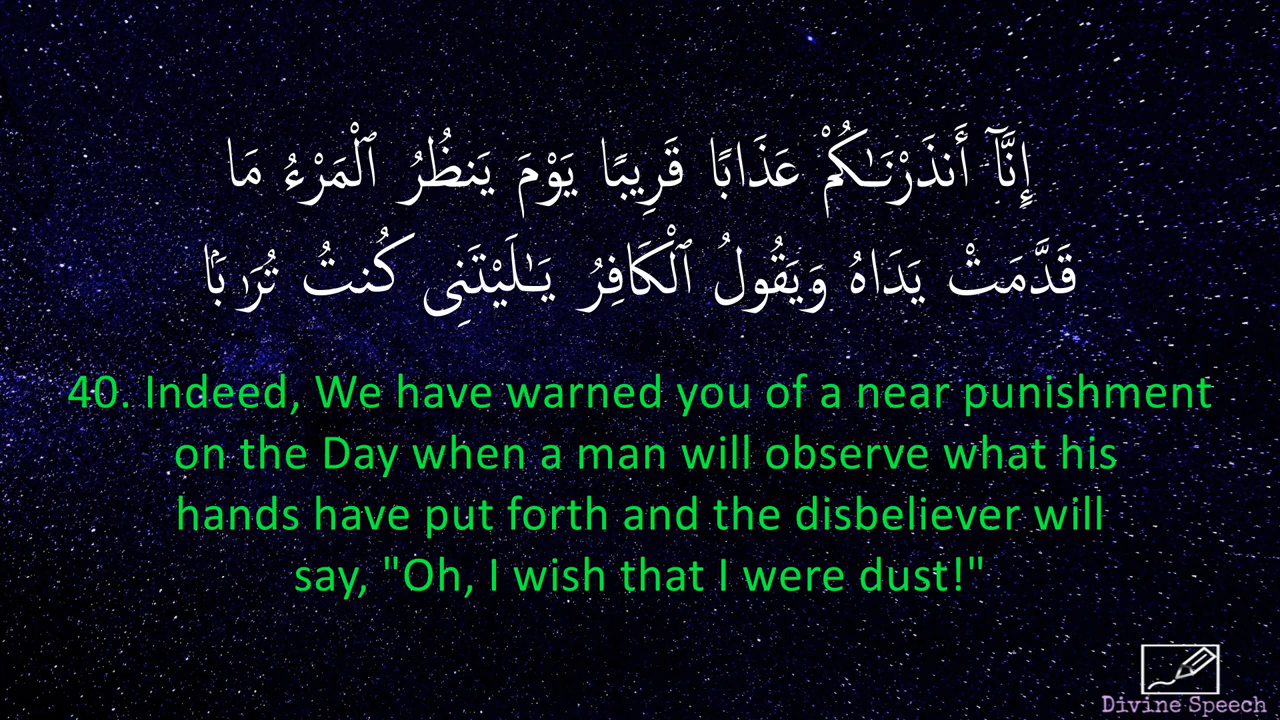 إِنَّآ أَنذَرْنَـٰكُمْ عَذَابًا قَرِيبًا يَوْمَ يَنظُرُ ٱلْمَرْءُ مَا
قَدَّمَتْ يَدَاهُ وَيَقُولُ ٱلْكَافِرُ يَـٰلَيْتَنِى كُنتُ تُرَٰبَۢا
40. Indeed, We have warned you of a near punishment
on the Day when a man will observe what his
hands have put forth and the disbeliever will
say, "Oh, I wish that I were dust!"
Divine Speech